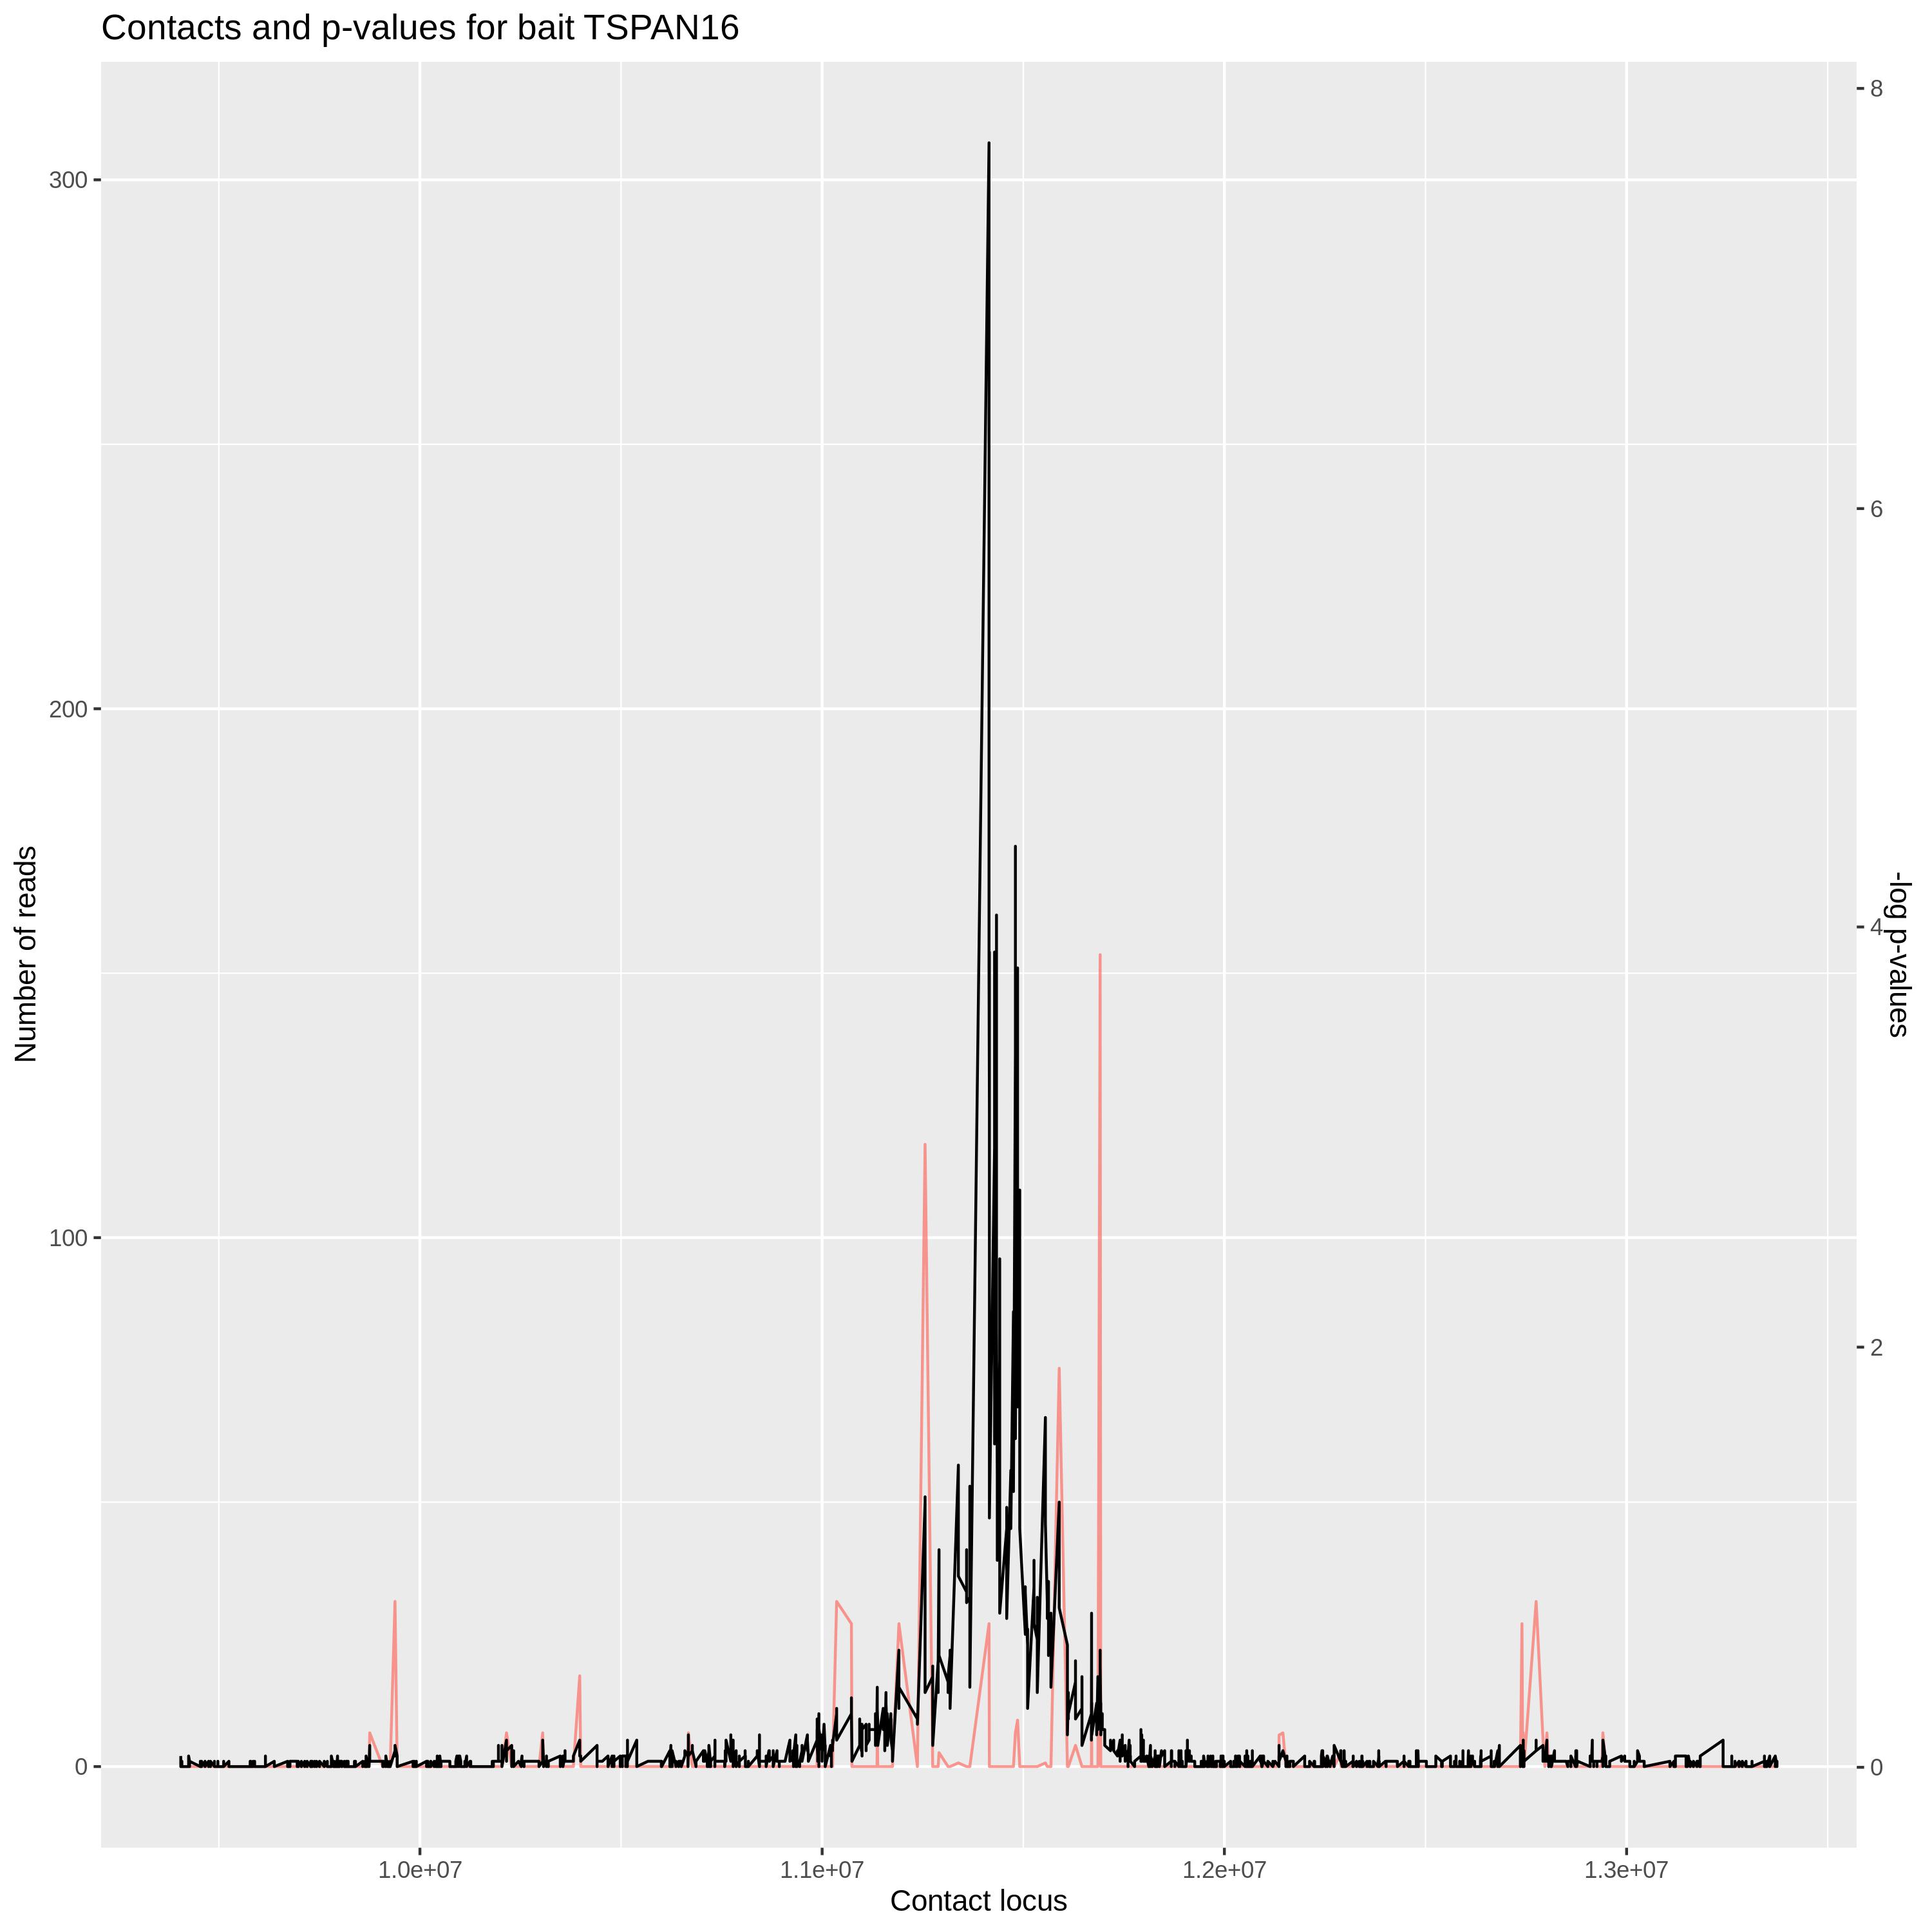 Contacts and p-values for bait TSPAN16
300
200
100
0
Number of reads
8
6
4
2
0
-log p-values
1.0e+07
1.1e+07
1.2e+07
1.3e+07
Contact locus